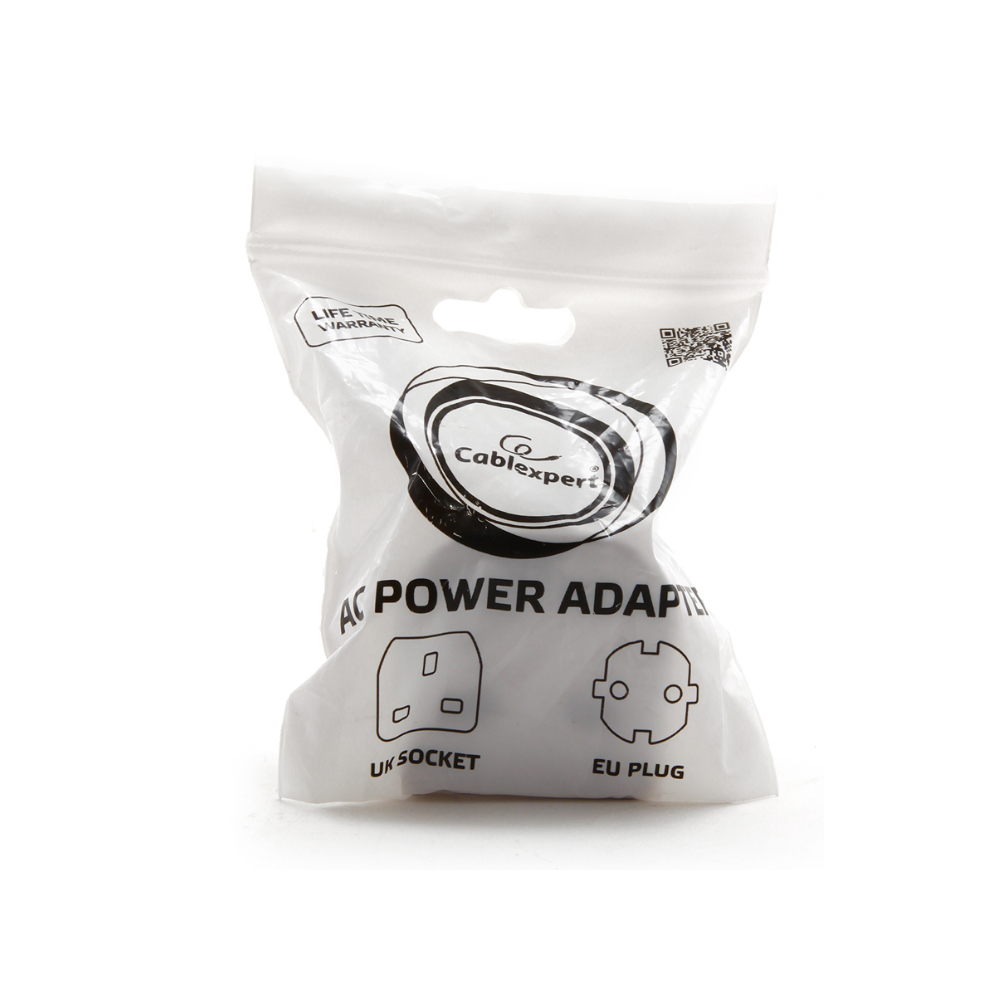 LIFE TIME
WARRANTY
Cablexpert®
AC POWER ADAPTER
UK SOCKET
EU PLUG